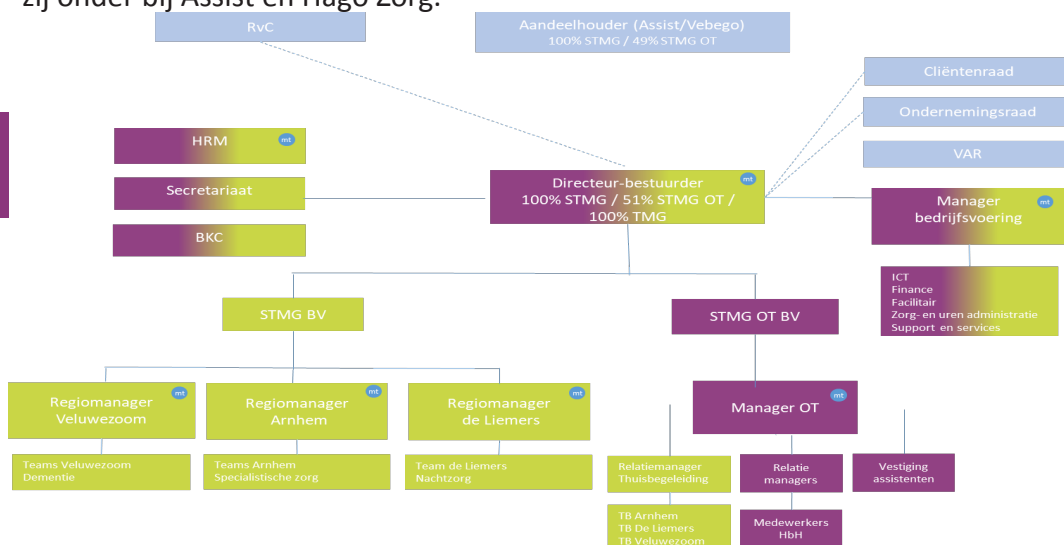 zij onder bij Assist en Hago Zorg.
RvC
Aandeelhouder (Assist/Vebego)
100% STMG / 49% STMG OT
Cliëntenraad
Ondernemingsraad
VAR
HRM
mt
Secretariaat
BKC
Directeur-bestuurder
100% STMG / 51% STMG OT /
100% TMG
mt
Manager
bedrijfsvoering
mt
ICT
Finance
Facilitair
Zorg- en uren administratie
Support en services
STMG BV
STMG OT BV
Regiomanager
Veluwezoom
mt
Regiomanager
Arnhem
mt
Regiomanager
de Liemers
mt
Manager OT
mt
Teams Veluwezoom
Dementie
Teams Arnhem
Specialistische zorg
Team de Liemers
Nachtzorg
Relatiemanager
Thuisbegeleiding
Relatie
managers
Vestiging
assistenten
TB Arnhem
TB De Liemers
TB Veluwezoom
Medewerkers
HbH